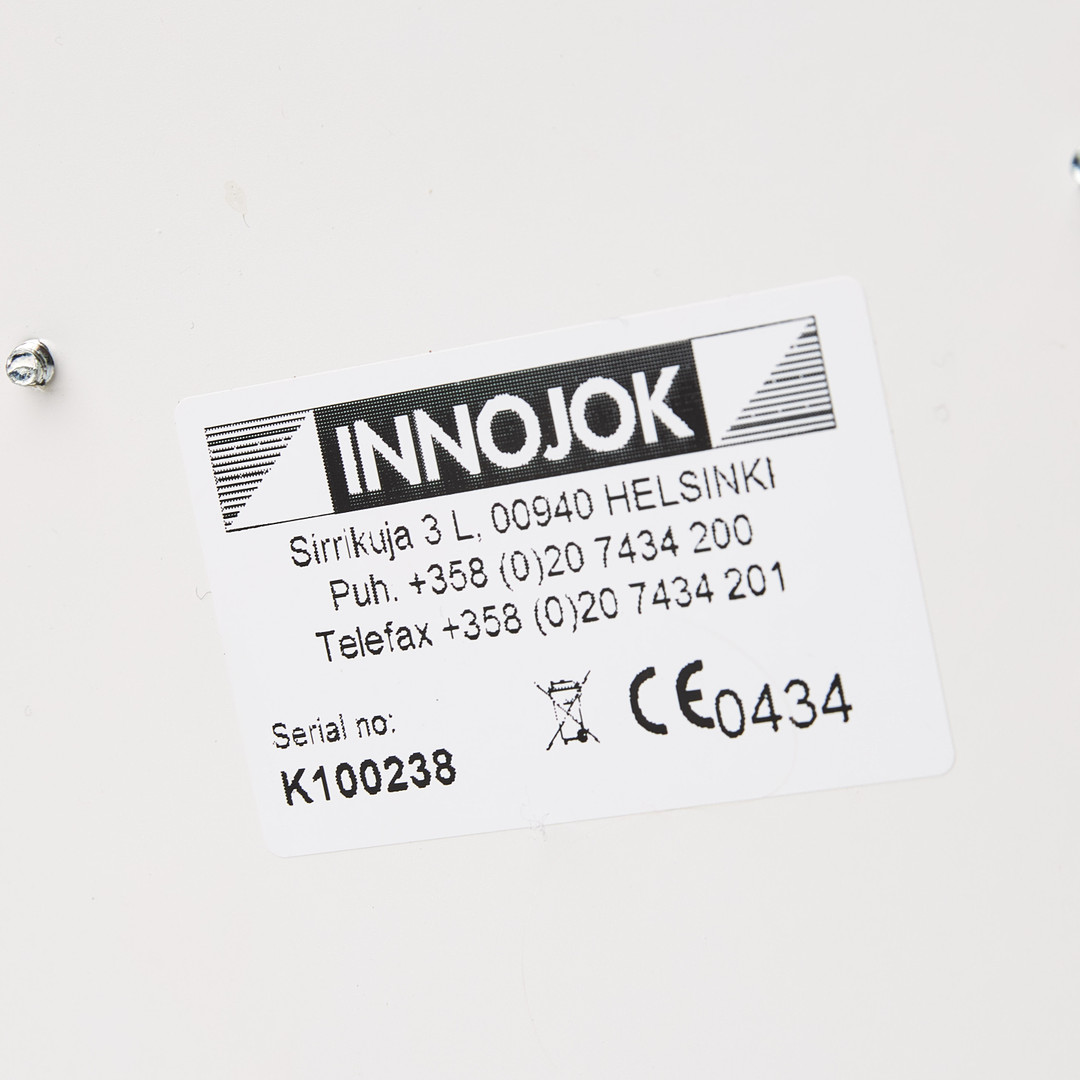 INNOJOK
Sirrikuja 3 L, 00940 HELSINKI
Puh. +358 (0)20 7434 200
Telefax +358 (0)20 7434 201
CE0434
Serial no:
K100238